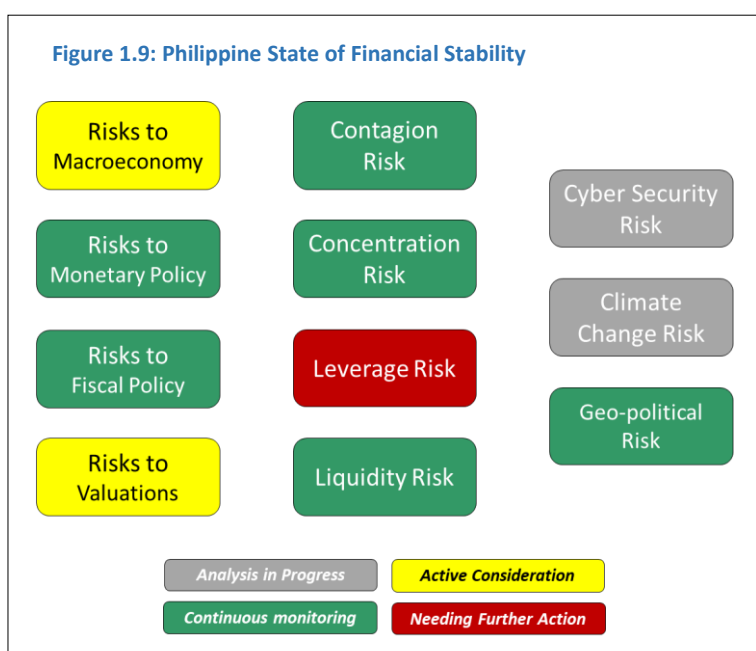 Figure 1.9: Philippine State of Financial Stability
Risks to
Macroeconomy
Risks to
Monetary Policy
Risks to
Fiscal Policy
Risks to
Valuations
Contagion
Risk
Concentration
Risk
Leverage Risk
Liquidity Risk
Cyber Security
Risk
Climate
Change Risk
Geo-political
Risk
Analysis in Progress
Active Consideration
Continuous monitoring
Needing Further Action